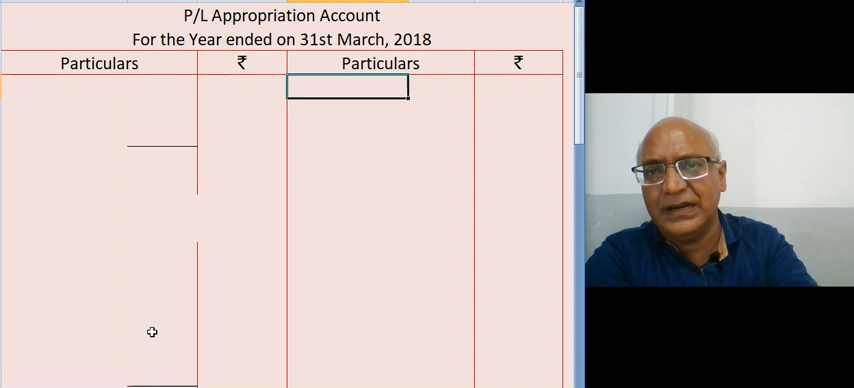 P/L Appropriation Account
For the Year ended on 31st March, 2018
Particulars ₹ Particulars ₹